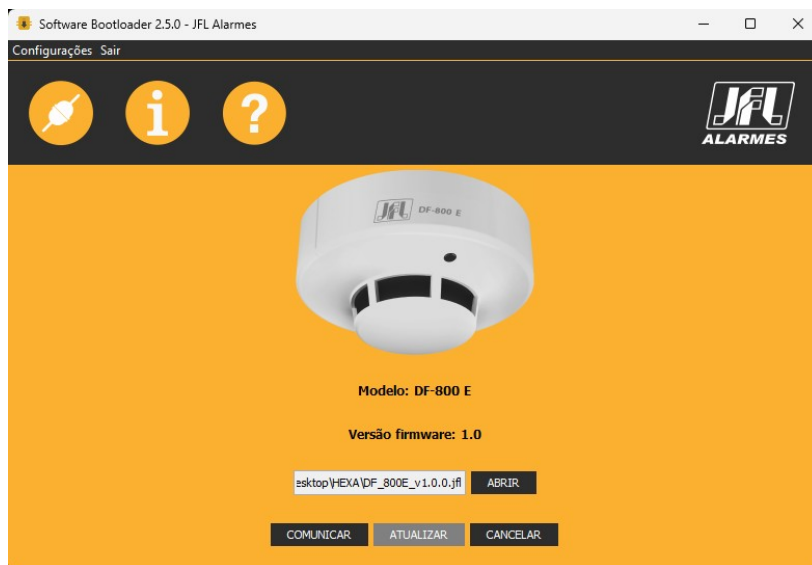 Software Bootloader 2.5.0 - JFL Alarmes
Configurações Sair
JFL
ALARMES
JFL DF-800 E
Modelo: DF-800 E
Versão firmware: 1.0
esktop\HEXA\DF_800E_v1.0.0.jfl ABRIR
COMUNICAR ATUALIZAR CANCELAR